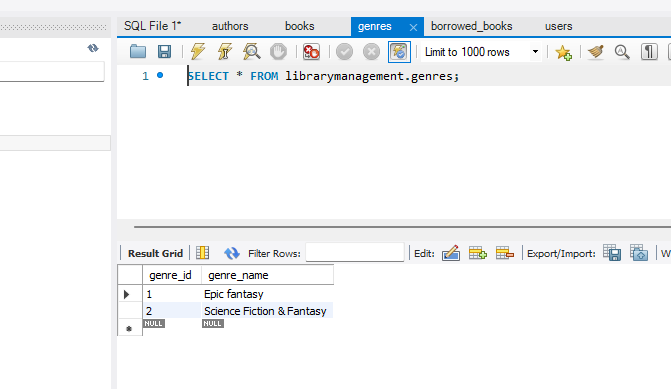 SQL File 1* authors books genres borrowed_books users
Limit to 1000 rows
1 SELECT * FROM librarymanagement.genres;
Result Grid Filter Rows: Edit: Export/Import: W
genre_id genre_name
1 Epic fantasy
2 Science Fiction & Fantasy
NULL NULL